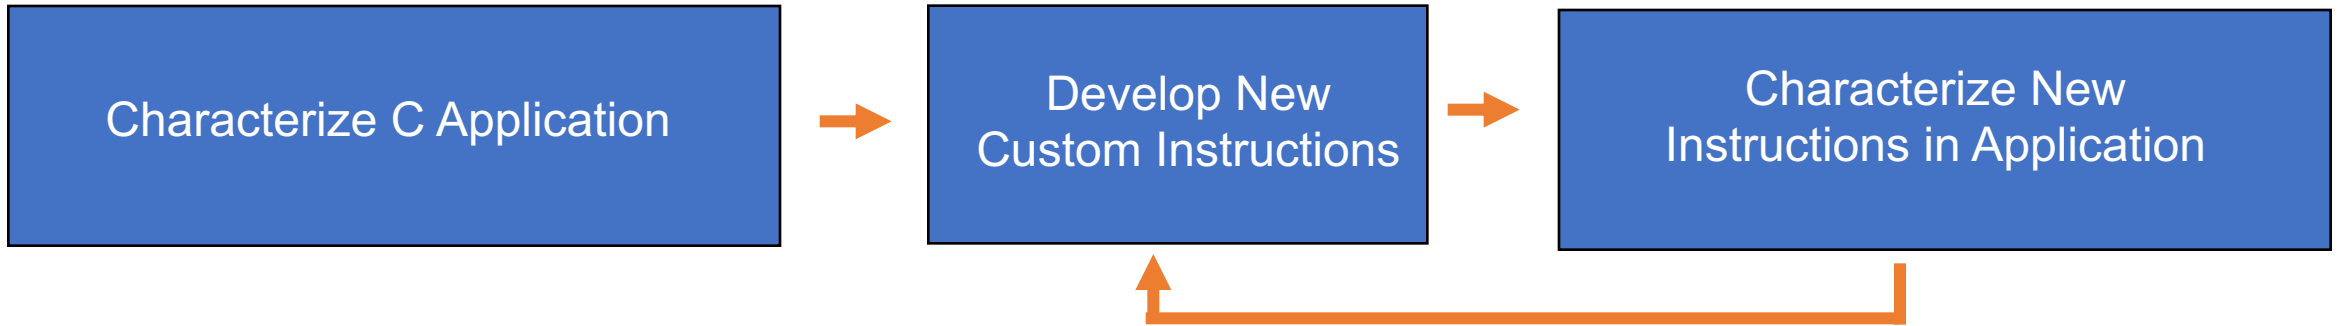 Characterize C Application
Develop New
Custom Instructions
Characterize New
Instructions in Application